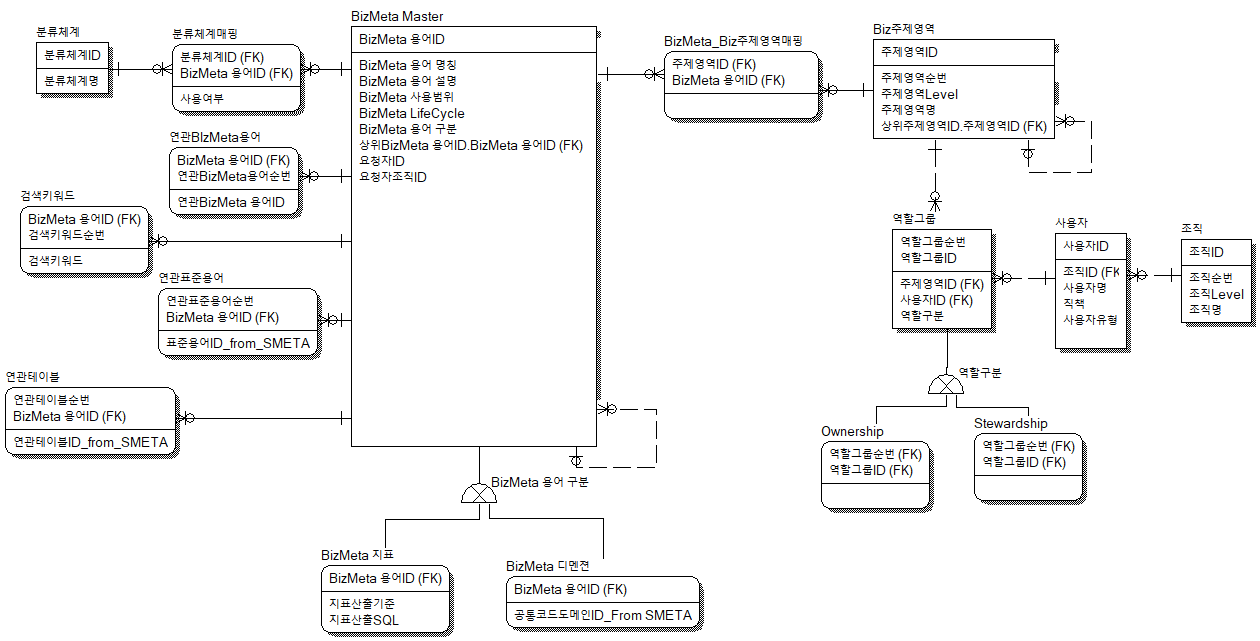 분류체계
분류체계ID
분류체계명
분류체계매핑
분류체계ID (FK)
BizMeta 용어ID (FK)
사용여부
연관BIzMeta용어
BizMeta 용어ID (FK)
연관BizMeta용어순번
연관BizMeta 용어ID
검색키워드
BizMeta 용어ID (FK)
검색키워드순번
검색키워드
연관표준용어
연관표준용어순번
BizMeta 용어ID (FK)
표준용어ID_from_SMETA
연관테이블
연관테이블순번
BizMeta 용어ID (FK)
연관테이블ID_from_SMETA
BizMeta Master
BizMeta 용어ID
BizMeta 용어 명칭
BizMeta 용어 설명
BizMeta 사용범위
BizMeta LifeCycle
BizMeta 용어 구분
상위BizMeta 용어ID.BizMeta 용어ID (FK)
요청자ID
요청자조직ID
BizMeta 용어 구분
BizMeta 지표
BizMeta 용어ID (FK)
지표산출기준
지표산출SQL
BizMeta 디멘젼
BizMeta 용어ID (FK)
공통코드도메인ID_From SMETA
BizMeta_Biz주제영역매핑
주제영역ID (FK)
BizMeta 용어ID (FK)
Biz주제영역
주제영역ID
주제영역순번
주제영역Level
주제영역명
상위주제영역ID.주제영역ID (FK)
역할그룹
역할그룹순번
역할그룹ID
주제영역ID (FK)
사용자ID (FK)
역할구분
사용자
사용자ID
조직ID (FK
사용자명
직책
사용자유형
조직
조직ID
조직순번
조직Level
조직명
역할구분
Ownership
역할그룹순번 (FK)
역할그룹ID (FK)
Stewardship
역할그룹순번 (FK)
역할그룹ID (FK)